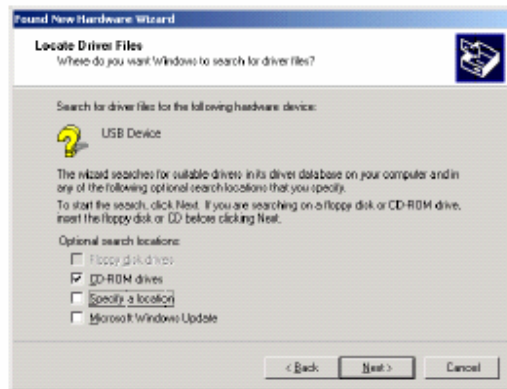 Found New Hardware Wizard
Locate Driver Files
Where do you want Windows to search for driver files?
Search for driver files for the following hardware device:
USB Device
The wizard searches for suitable drivers in its driver database on your computer and in
any of the following optional search locations that you specify.
To start the search, click Next. If you are searching on a floppy disk or CD-ROM drive,
insert the floppy disk or CD before clicking Next.
Optional search locations:
Floppy disk drives
CD-ROM drives
Specify a location
Microsoft Windows Update
< Back
Next >
Cancel